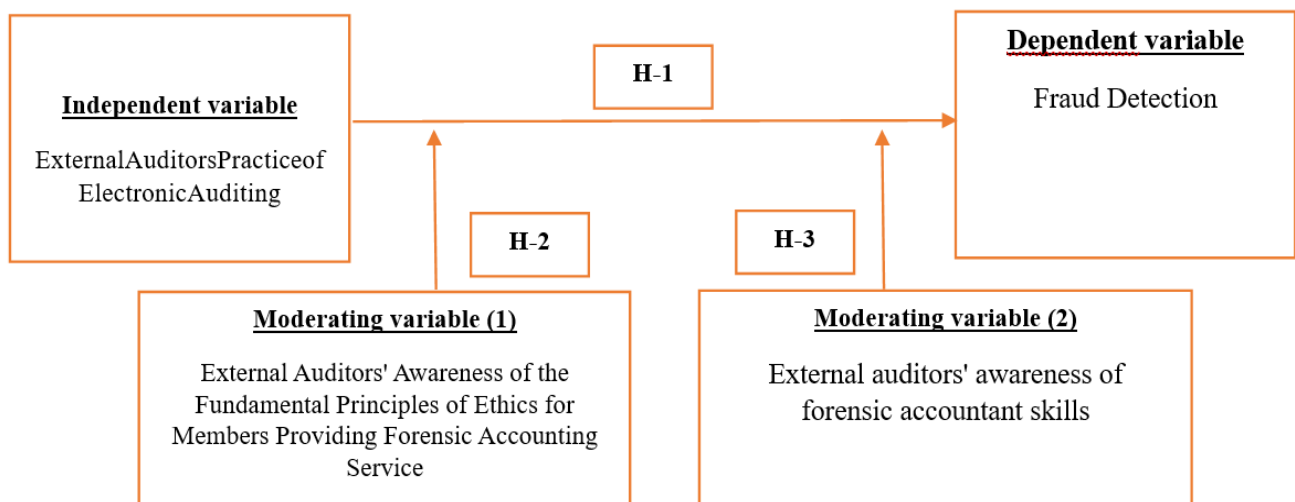 Independent variable
ExternalAuditorsPracticeof
ElectronicAuditing
H-1
Dependent variable
Fraud Detection
H-2
H-3
Moderating variable (1)
External Auditors' Awareness of the
Fundamental Principles of Ethics for
Members Providing Forensic Accounting
Service
Moderating variable (2)
External auditors' awareness of
forensic accountant skills